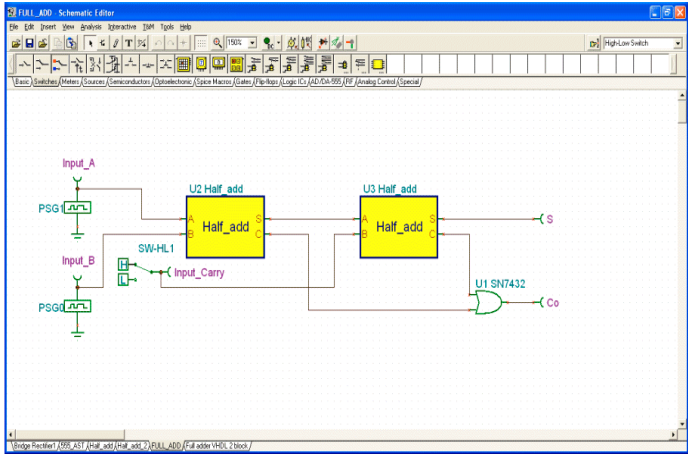 FULL_ADD - Schematic Editor
File Edit Insert View Analysis Interactive T&M Tools Help
150% High-Low Switch
Basic Switches Meters Sources Semiconductors Optoelectronic Spice Macros Gates Flip-flops Logic ICs AD/DA-555 RF Analog Control Special
Input_A
U2 Half_add U3 Half_add
PSG1
A S A S
Half_add Half_add
B C B C
S
SW-HL1
Input_B
H
L
Input_Carry
U1 SN7432
PSG0
Co
Bridge Rectifier1 555_AST Half_add Half_add_2 FULL_ADD Full adder VHDL 2 block